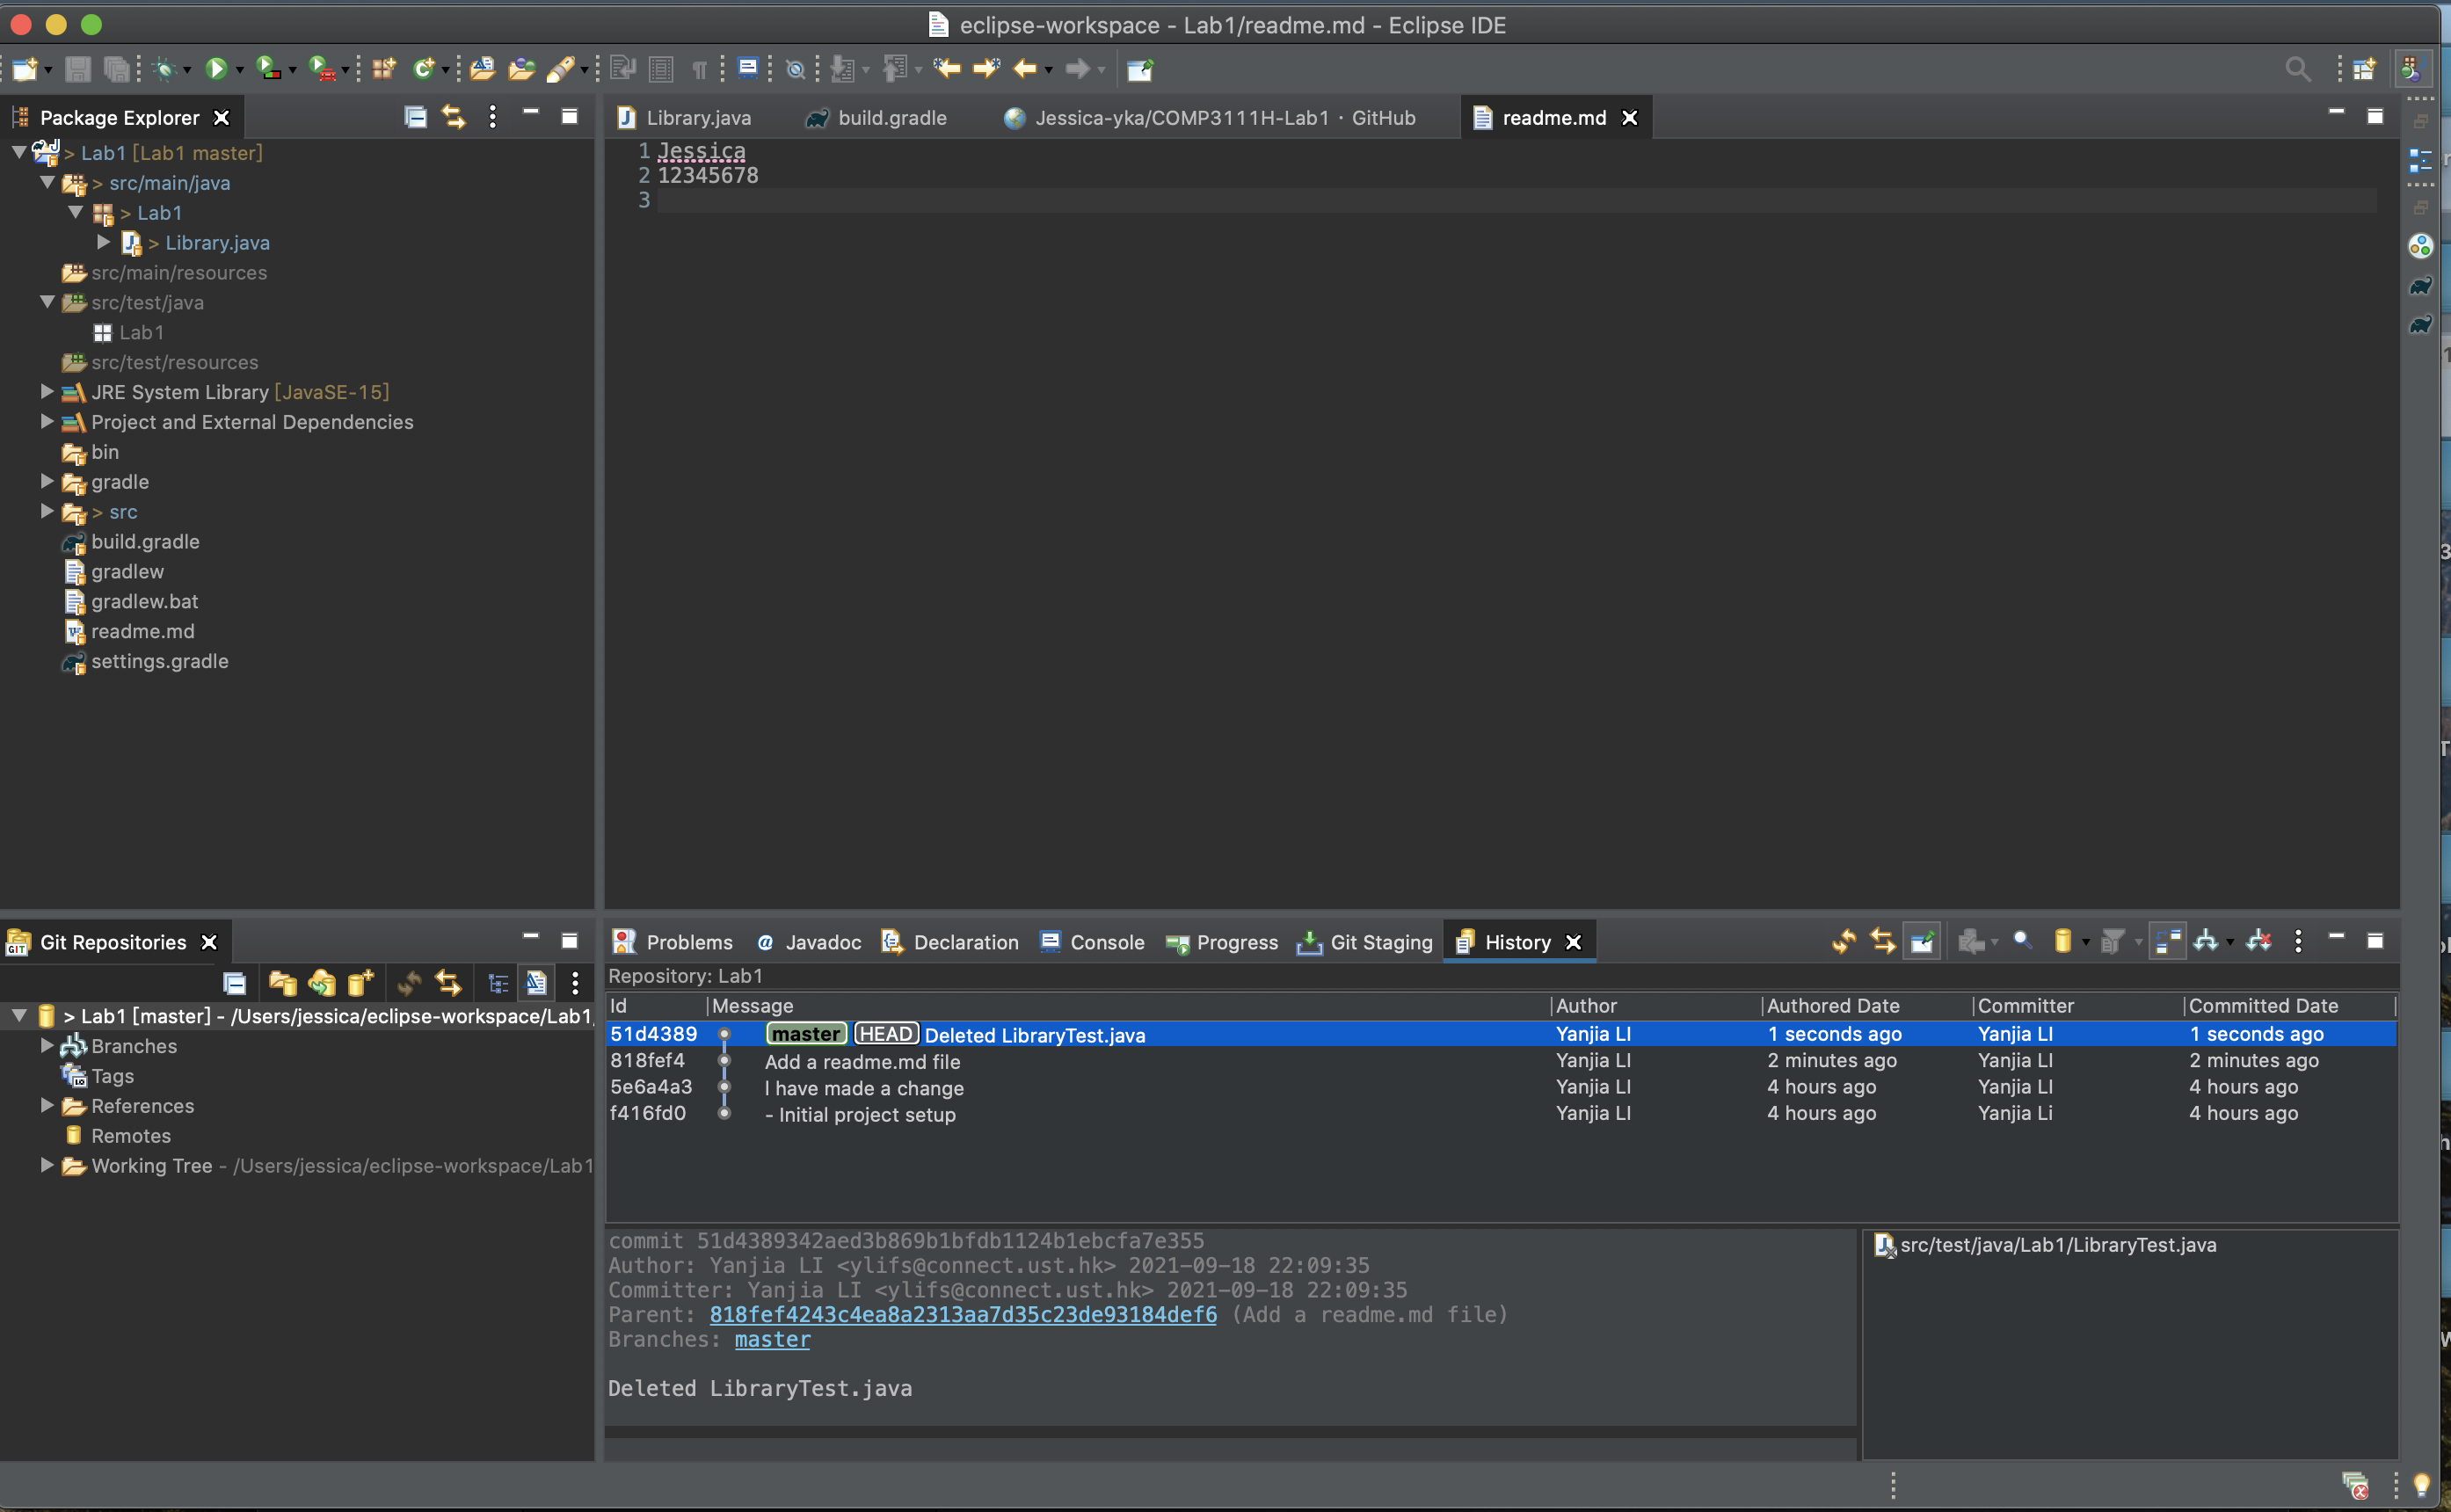 eclipse-workspace - Lab1/readme.md - Eclipse IDE
Package Explorer
> Lab1 [Lab1 master]
> src/main/java
> Lab1
> Library.java
src/main/resources
src/test/java
Lab1
src/test/resources
JRE System Library [JavaSE-15]
Project and External Dependencies
bin
gradle
> src
build.gradle
gradlew
gradlew.bat
readme.md
settings.gradle
Library.java build.gradle Jessica-yka/COMP3111H-Lab1 · GitHub readme.md
1 Jessica
2 12345678
3
Git Repositories
> Lab1 [master] - /Users/jessica/eclipse-workspace/Lab1
Branches
Tags
References
Remotes
Working Tree - /Users/jessica/eclipse-workspace/Lab1
Problems Javadoc Declaration Console Progress Git Staging History
Repository: Lab1
Id Message Author Authored Date Committer Committed Date
51d4389 master HEAD Deleted LibraryTest.java Yanjia LI 1 seconds ago Yanjia LI 1 seconds ago
818fef4 Add a readme.md file Yanjia LI 2 minutes ago Yanjia LI 2 minutes ago
5e6a4a3 I have made a change Yanjia LI 4 hours ago Yanjia LI 4 hours ago
f416fd0 - Initial project setup Yanjia LI 4 hours ago Yanjia Li 4 hours ago
commit 51d4389342aed3b869b1bfdb1124b1ebcfa7e355
Author: Yanjia LI <ylifs@connect.ust.hk> 2021-09-18 22:09:35
Committer: Yanjia LI <ylifs@connect.ust.hk> 2021-09-18 22:09:35
Parent: 818fef4243c4ea8a2313aa7d35c23de93184def6 (Add a readme.md file)
Branches: master
Deleted LibraryTest.java
src/test/java/Lab1/LibraryTest.java